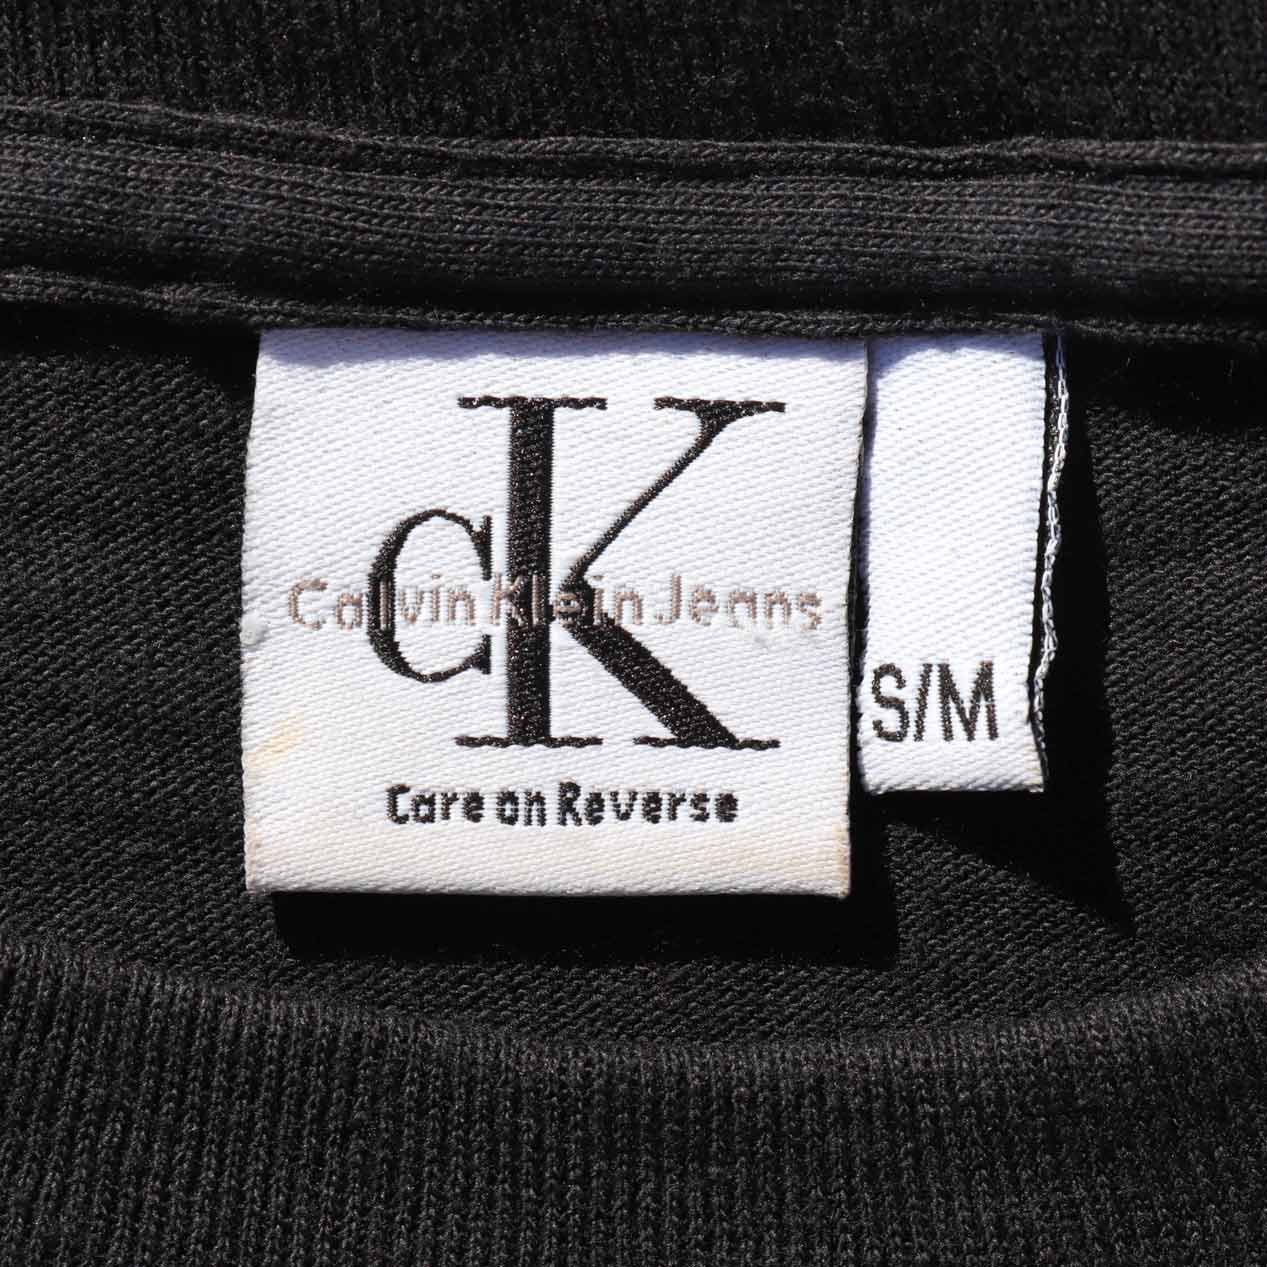 cK
Calvin Klein Jeans
Care on Reverse
S/M